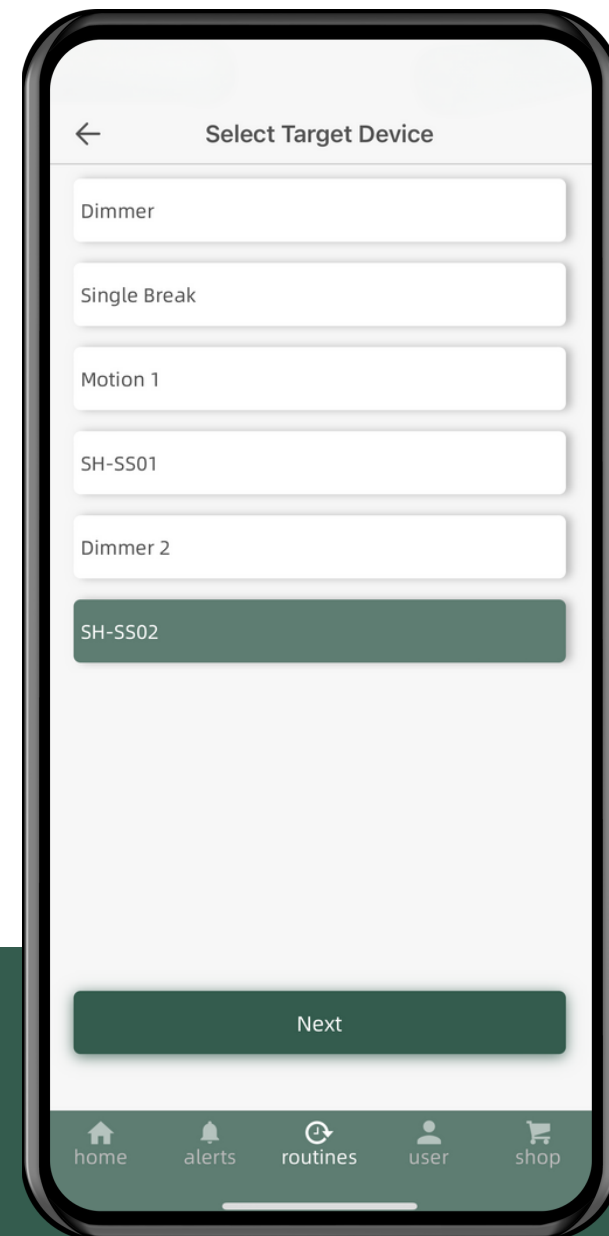 Select Target Device
Dimmer
Single Break
Motion 1
SH-SS01
Dimmer 2
SH-SS02
Next
home alerts routines user shop